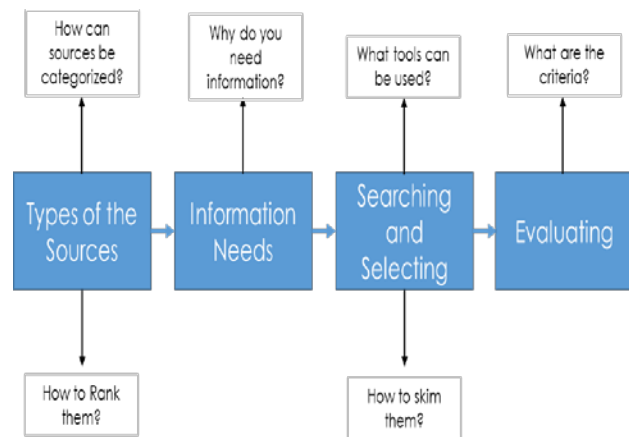 How can
sources be
categorized?
Why do you
need
information?
What tools can
be used?
What are the
criteria?
Types of the
Sources
Information
Needs
Searching
and
Selecting
Evaluating
How to Rank
them?
How to skim
them?